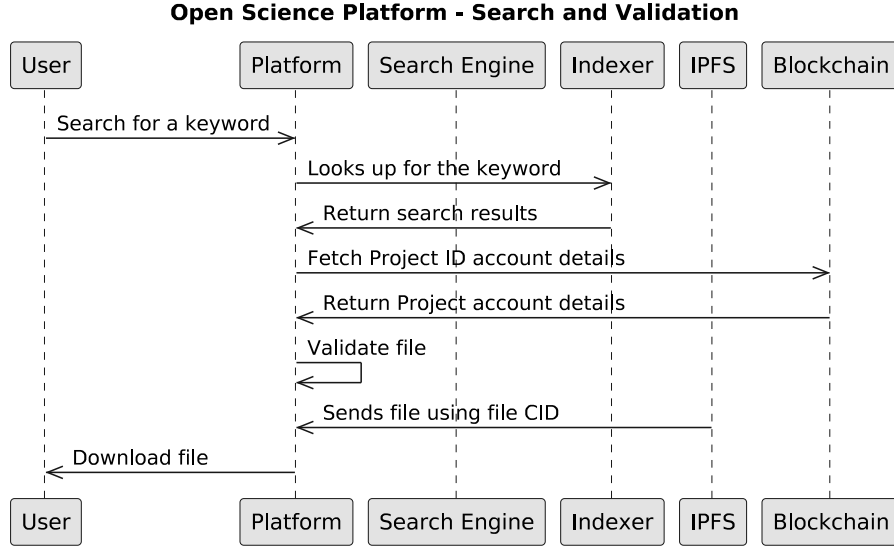 Open Science Platform - Search and Validation
User Platform Search Engine Indexer IPFS Blockchain
Search for a keyword
Looks up for the keyword
Return search results
Fetch Project ID account details
Return Project account details
Validate file
Sends file using file CID
Download file
User Platform Search Engine Indexer IPFS Blockchain